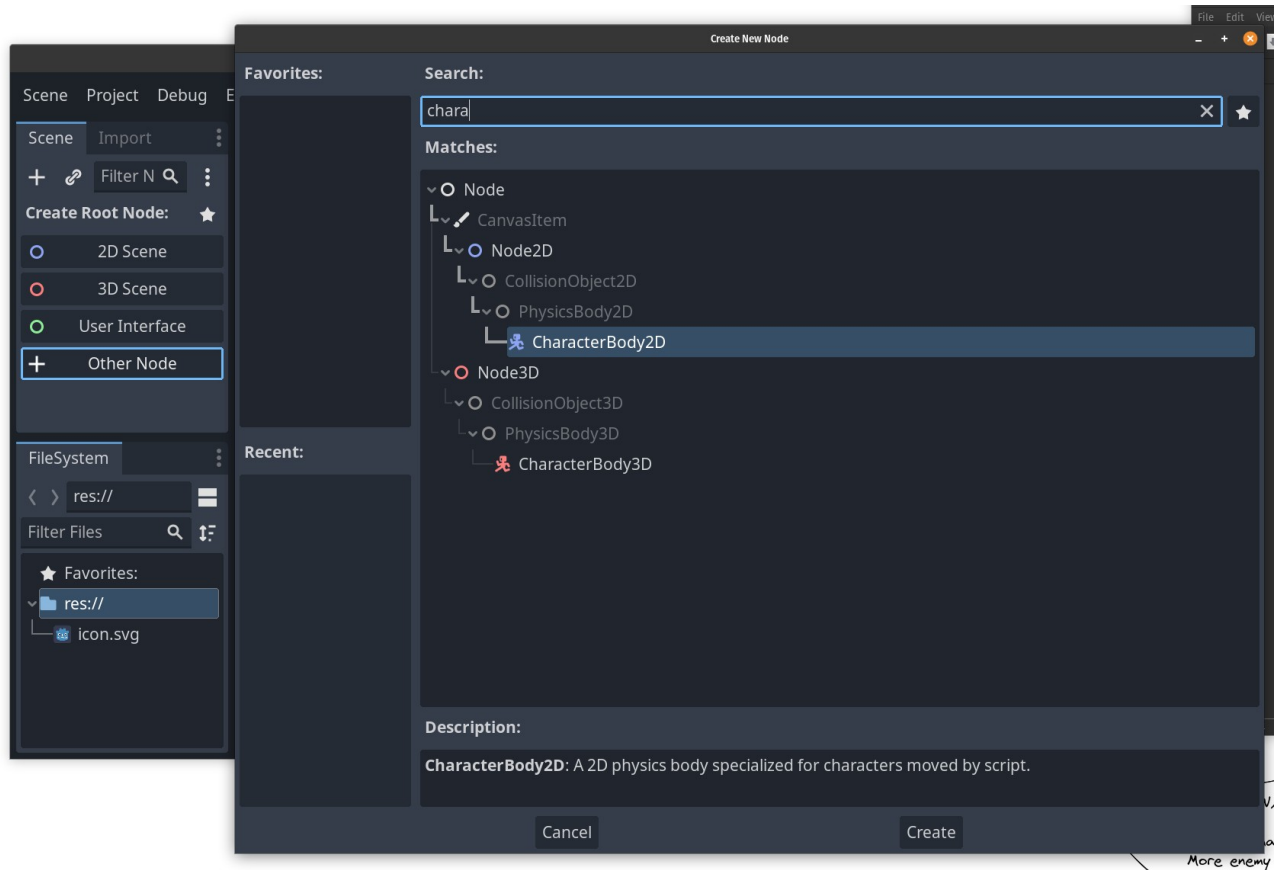 File Edit View
Create New Node
Scene Project Debug
Scene Import
Filter N
Create Root Node:
2D Scene
3D Scene
User Interface
Other Node
FileSystem
res://
Filter Files
Favorites:
res://
icon.svg
Favorites:
Recent:
Search:
chara
Matches:
Node
CanvasItem
Node2D
CollisionObject2D
PhysicsBody2D
CharacterBody2D
Node3D
CollisionObject3D
PhysicsBody3D
CharacterBody3D
Description:
CharacterBody2D: A 2D physics body specialized for characters moved by script.
Cancel Create
More enemy